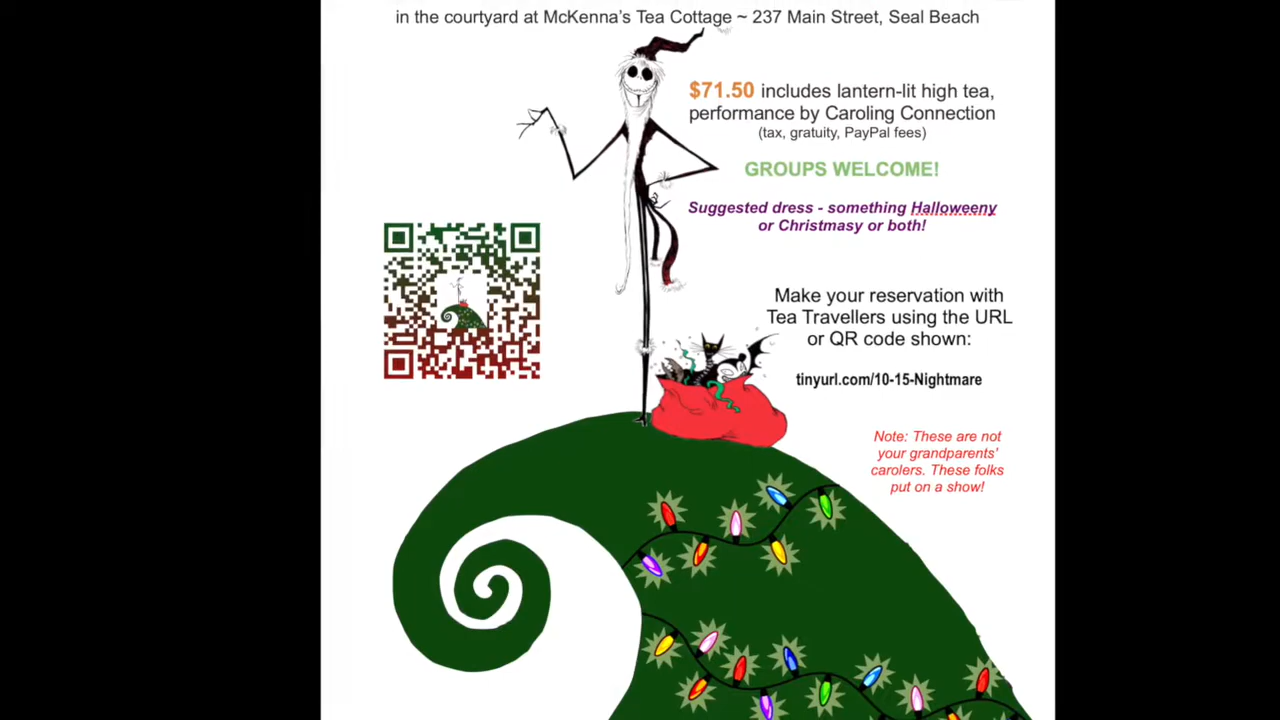 in the courtyard at McKenna's Tea Cottage ~ 237 Main Street, Seal Beach
$71.50 includes lantern-lit high tea,
performance by Caroling Connection
(tax, gratuity, PayPal fees)
GROUPS WELCOME!
Suggested dress - something Halloweeny
or Christmasy or both!
Make your reservation with
Tea Travellers using the URL
or QR code shown:
tinyurl.com/10-15-Nightmare
Note: These are not
your grandparents'
carolers. These folks
put on a show!